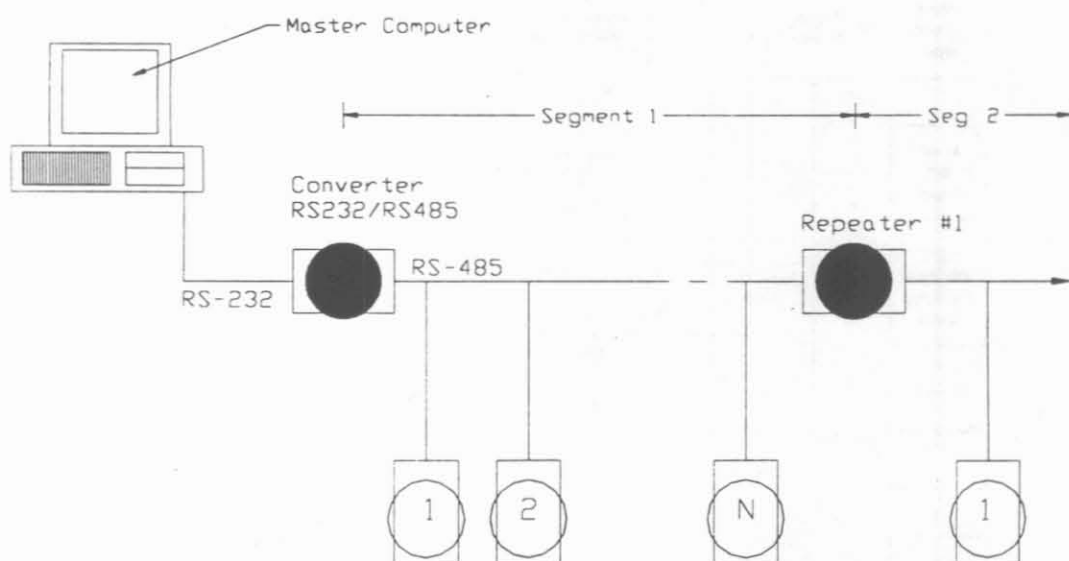 Master Computer
Segment 1
Seg 2
Converter
RS232/RS485
Repeater #1
RS-485
RS-232
1
2
N
1